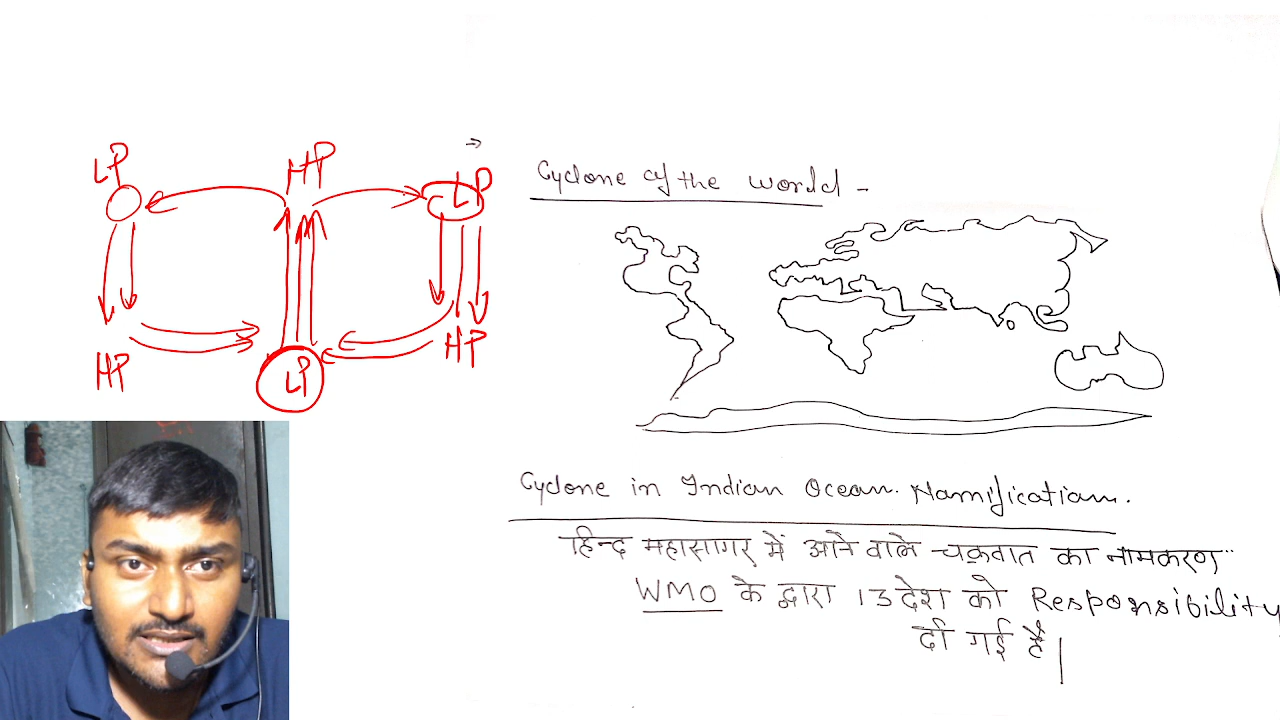 LP HP LP
HP LP HP
Cyclone of the world -
Cyclone in Indian Ocean. Namification.
हिन्द महासागर में आने वाले चक्रवात का नामकरण
WMO के द्वारा 13 देश को Responsibility
दी गई है|